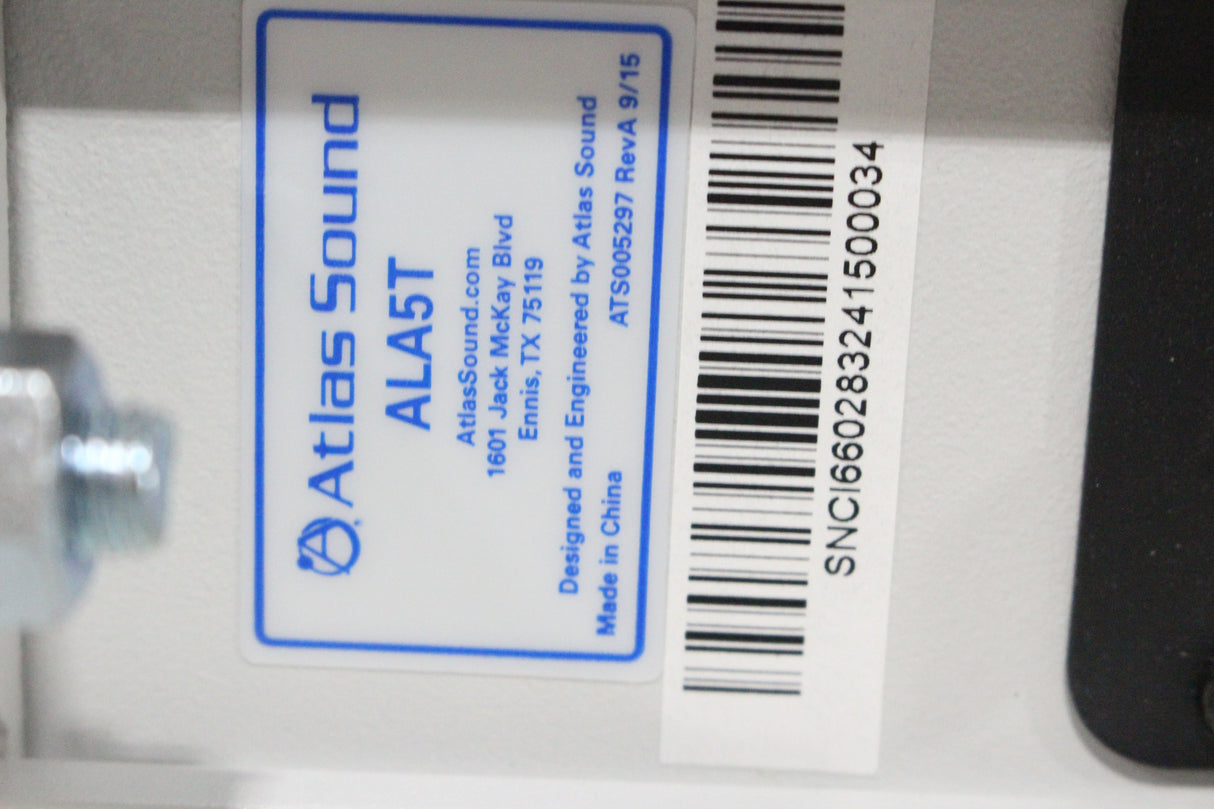 Atlas Sound
ALA5T
AtlasSound.com
1601 Jack McKay Blvd
Ennis, TX 75119
Designed and Engineered by Atlas Sound
Made in China ATS005297 RevA 9/15
SNCI660283241500034